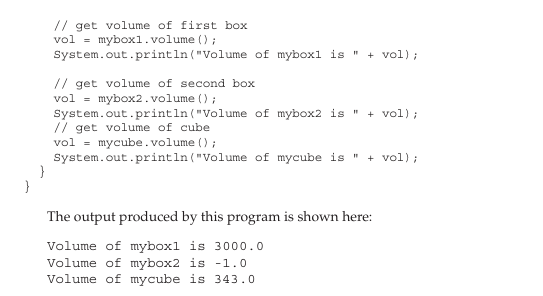 // get volume of first box
vol = mybox1.volume();
System.out.println("Volume of mybox1 is " + vol);
// get volume of second box
vol = mybox2.volume();
System.out.println("Volume of mybox2 is " + vol);
// get volume of cube
vol = mycube.volume();
System.out.println("Volume of mycube is " + vol);
}
}
The output produced by this program is shown here:
Volume of mybox1 is 3000.0
Volume of mybox2 is -1.0
Volume of mycube is 343.0